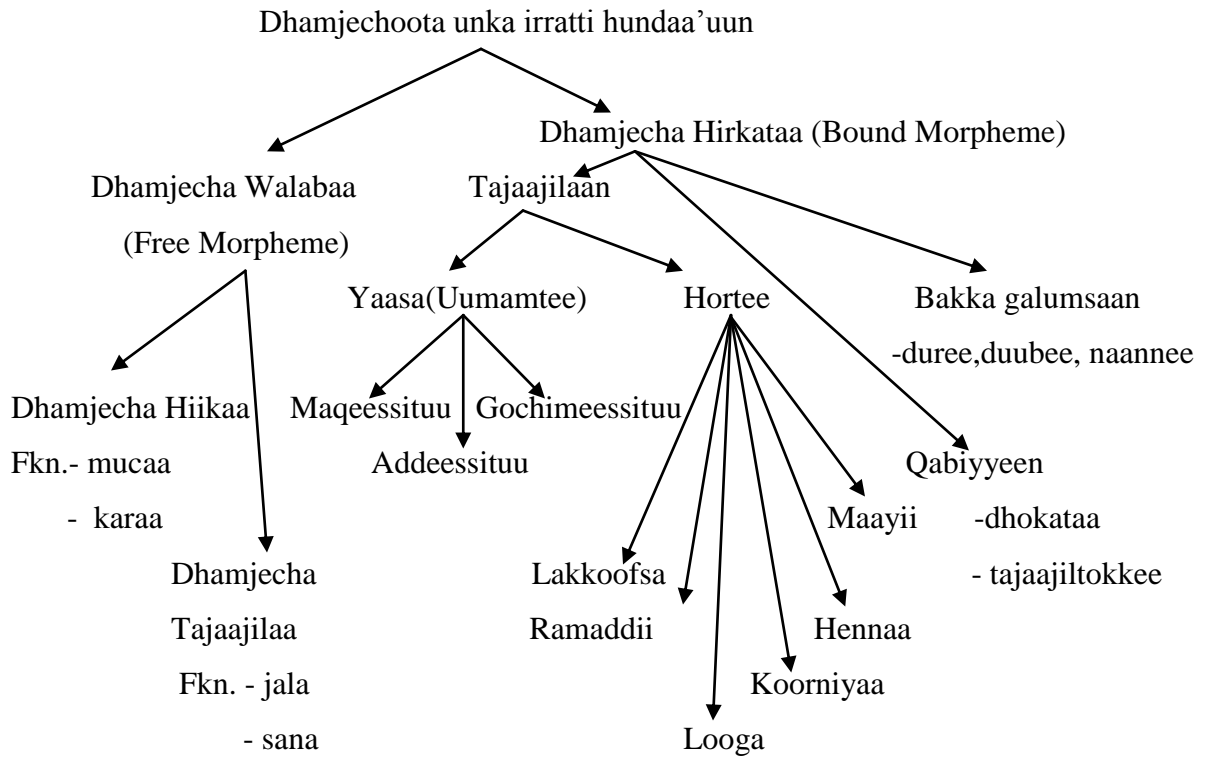 Dhamjechoota unka irratti hundaa'uun
Dhamjecha Hirkataa (Bound Morpheme)
Dhamjecha Walabaa
(Free Morpheme)
Tajaajilaan
Yaasa(Uumamtee)
Hortee
Bakka galumsaan
-duree,duubee, naannee
Dhamjecha Hiikaa
Fkn.- mucaa
- karaa
Maqeessituu
Gochimeessituu
Addeessituu
Qabiyyeen
-dhokataa
- tajaajiltokkee
Maayii
Dhamjecha
Tajaajilaa
Fkn. - jala
- sana
Lakkoofsa
Ramaddii
Hennaa
Koorniyaa
Looga